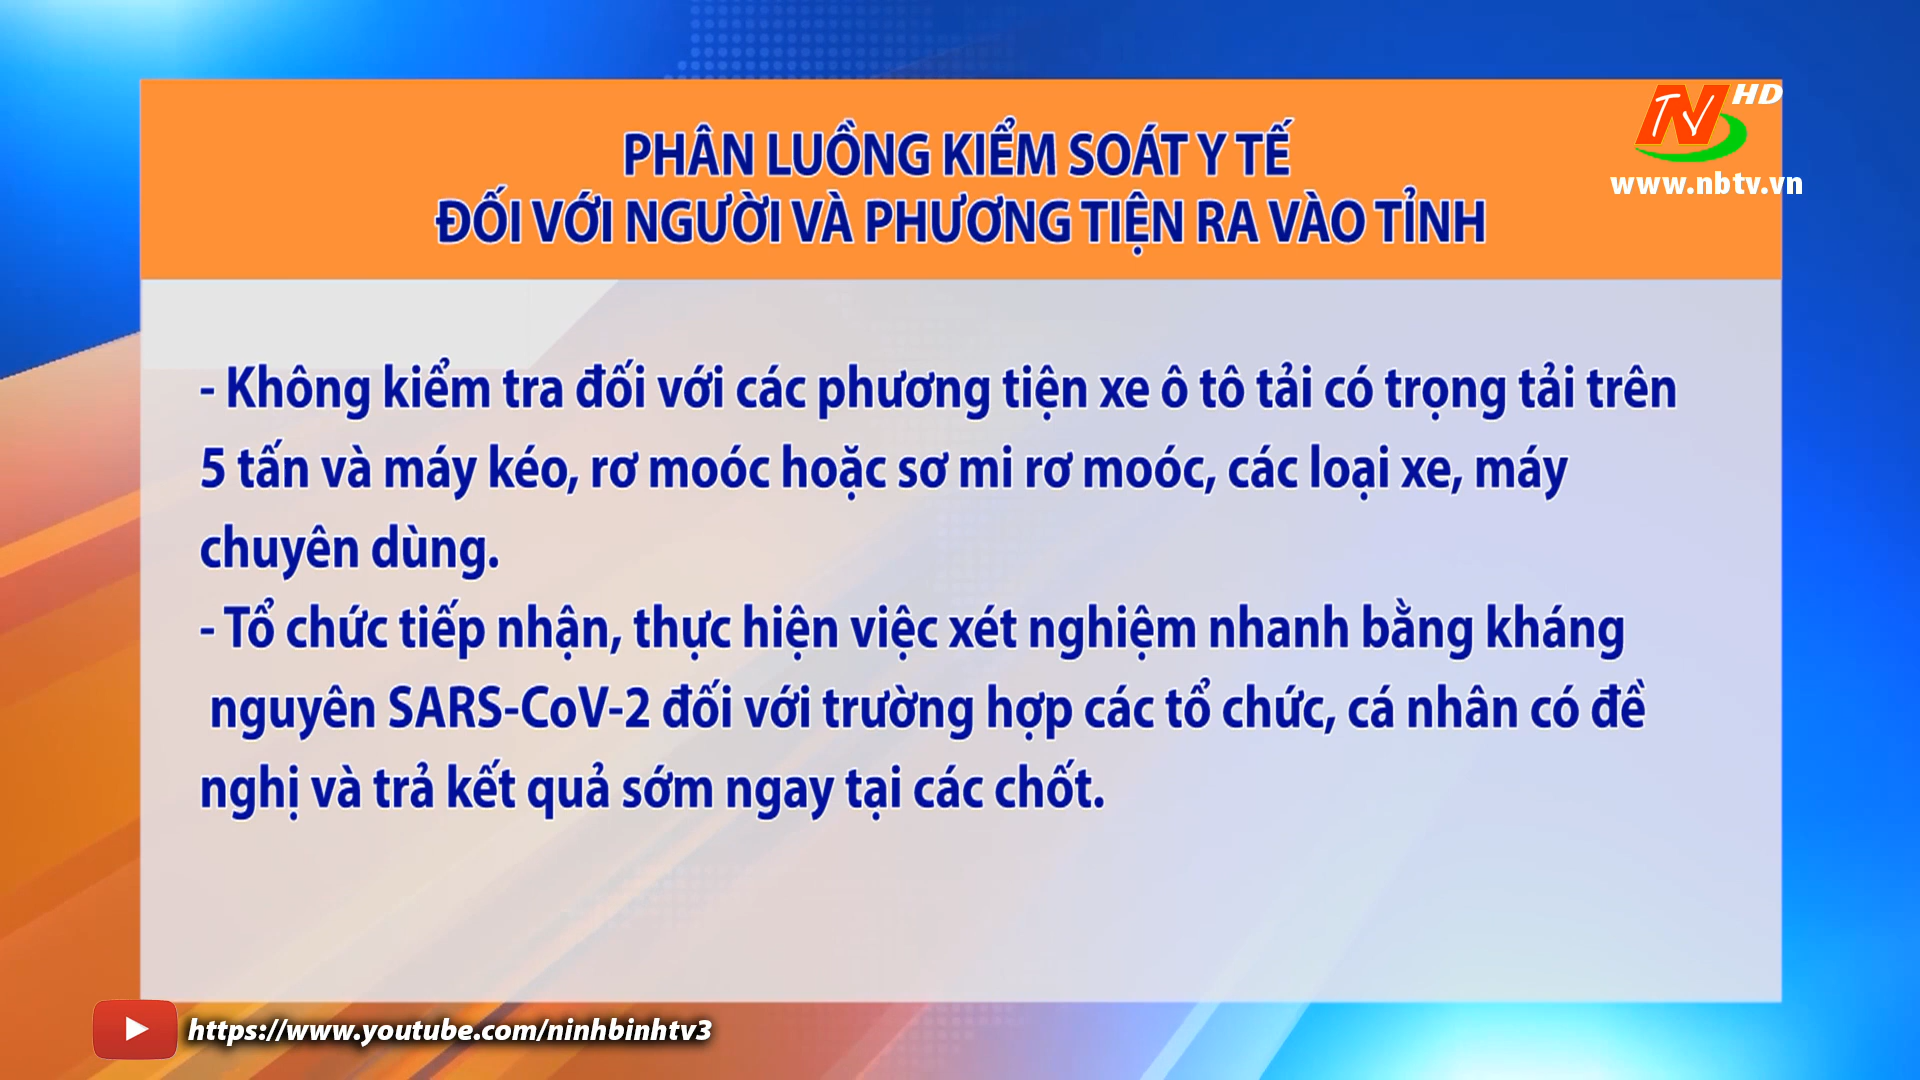 PHÂN LUỒNG KIỂM SOÁT Y TẾ
ĐỐI VỚI NGƯỜI VÀ PHƯƠNG TIỆN RA VÀO TỈNH
NTV HD
www.nbtv.vn
- Không kiểm tra đối với các phương tiện xe ô tô tải có trọng tải trên
5 tấn và máy kéo, rơ moóc hoặc sơ mi rơ moóc, các loại xe, máy
chuyên dùng.
- Tổ chức tiếp nhận, thực hiện việc xét nghiệm nhanh bằng kháng
nguyên SARS-CoV-2 đối với trường hợp các tổ chức, cá nhân có đề
nghị và trả kết quả sớm ngay tại các chốt.
https://www.youtube.com/ninhbinhtv3